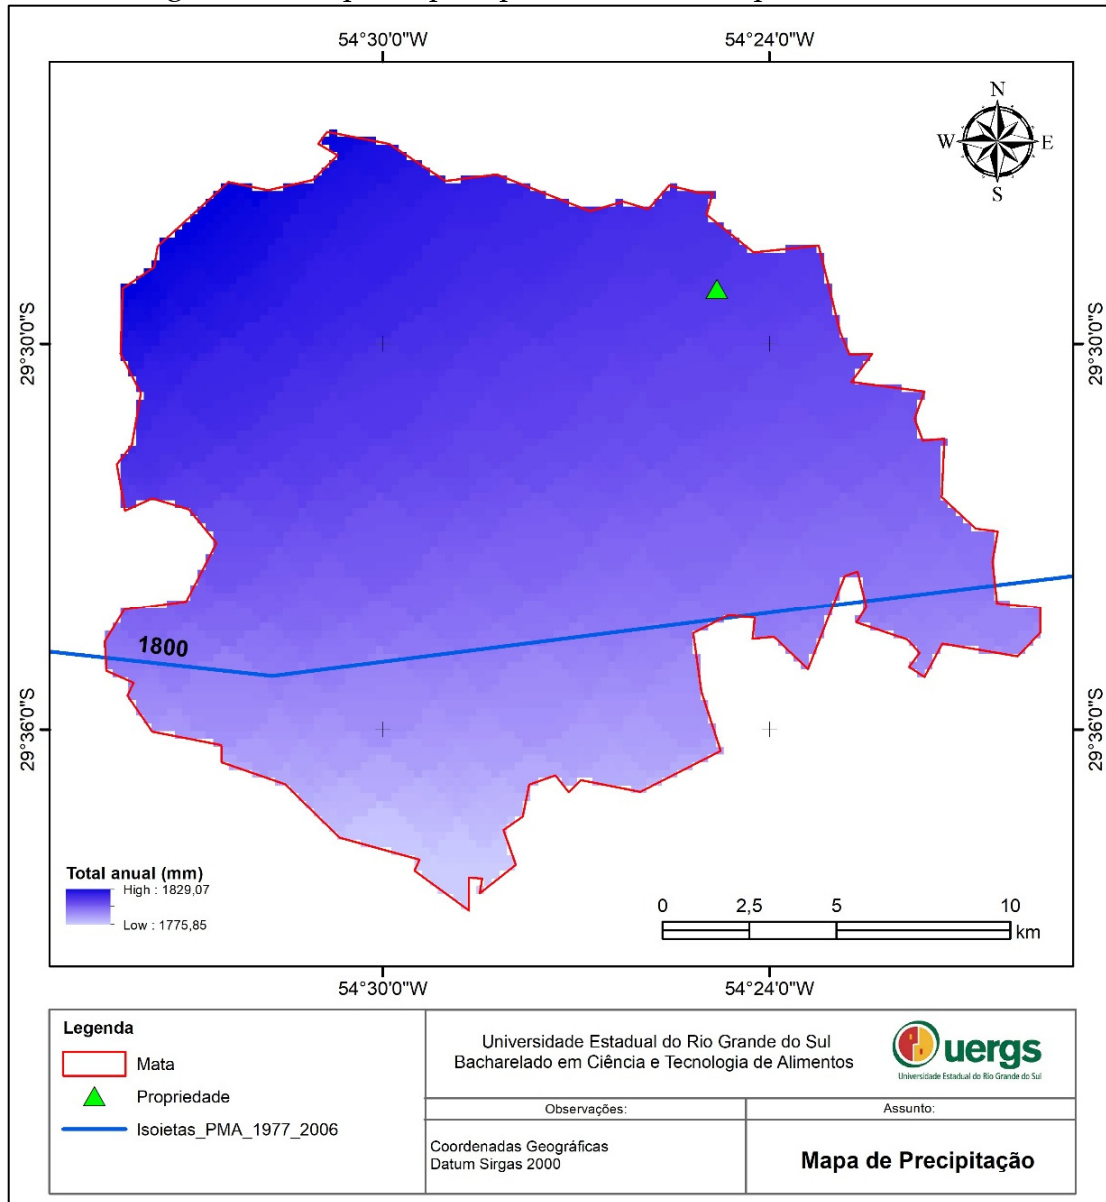 54°30'0"W 54°24'0"W
N
W E
S
29°30'0"S 29°30'0"S
1800
29°36'0"S 29°36'0"S
Total anual (mm)
High : 1829,07
Low : 1775,85
0 2,5 5 10
km
54°30'0"W 54°24'0"W
Legenda
Mata
Propriedade
Isoietas_PMA_1977_2006
Universidade Estadual do Rio Grande do Sul
Bacharelado em Ciência e Tecnologia de Alimentos
uergs
Universidade Estadual do Rio Grande do Sul
Observações:
Coordenadas Geográficas
Datum Sirgas 2000
Assunto:
Mapa de Precipitação